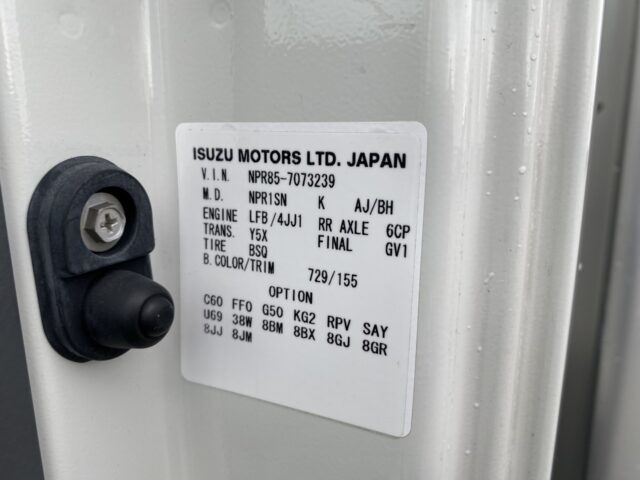 ISUZU MOTORS LTD. JAPAN
V.I.N. NPR85-7073239
M.D. NPR1SN K AJ/BH
ENGINE LFB/4JJ1 RR AXLE 6CP
TRANS. Y5X FINAL GV1
TIRE BSQ
B.COLOR/TRIM 729/155
OPTION
C60 FF0 G50 KG2 RPV SAY
U69 38W 8BM 8BX 8GJ 8GR
8JJ 8JM